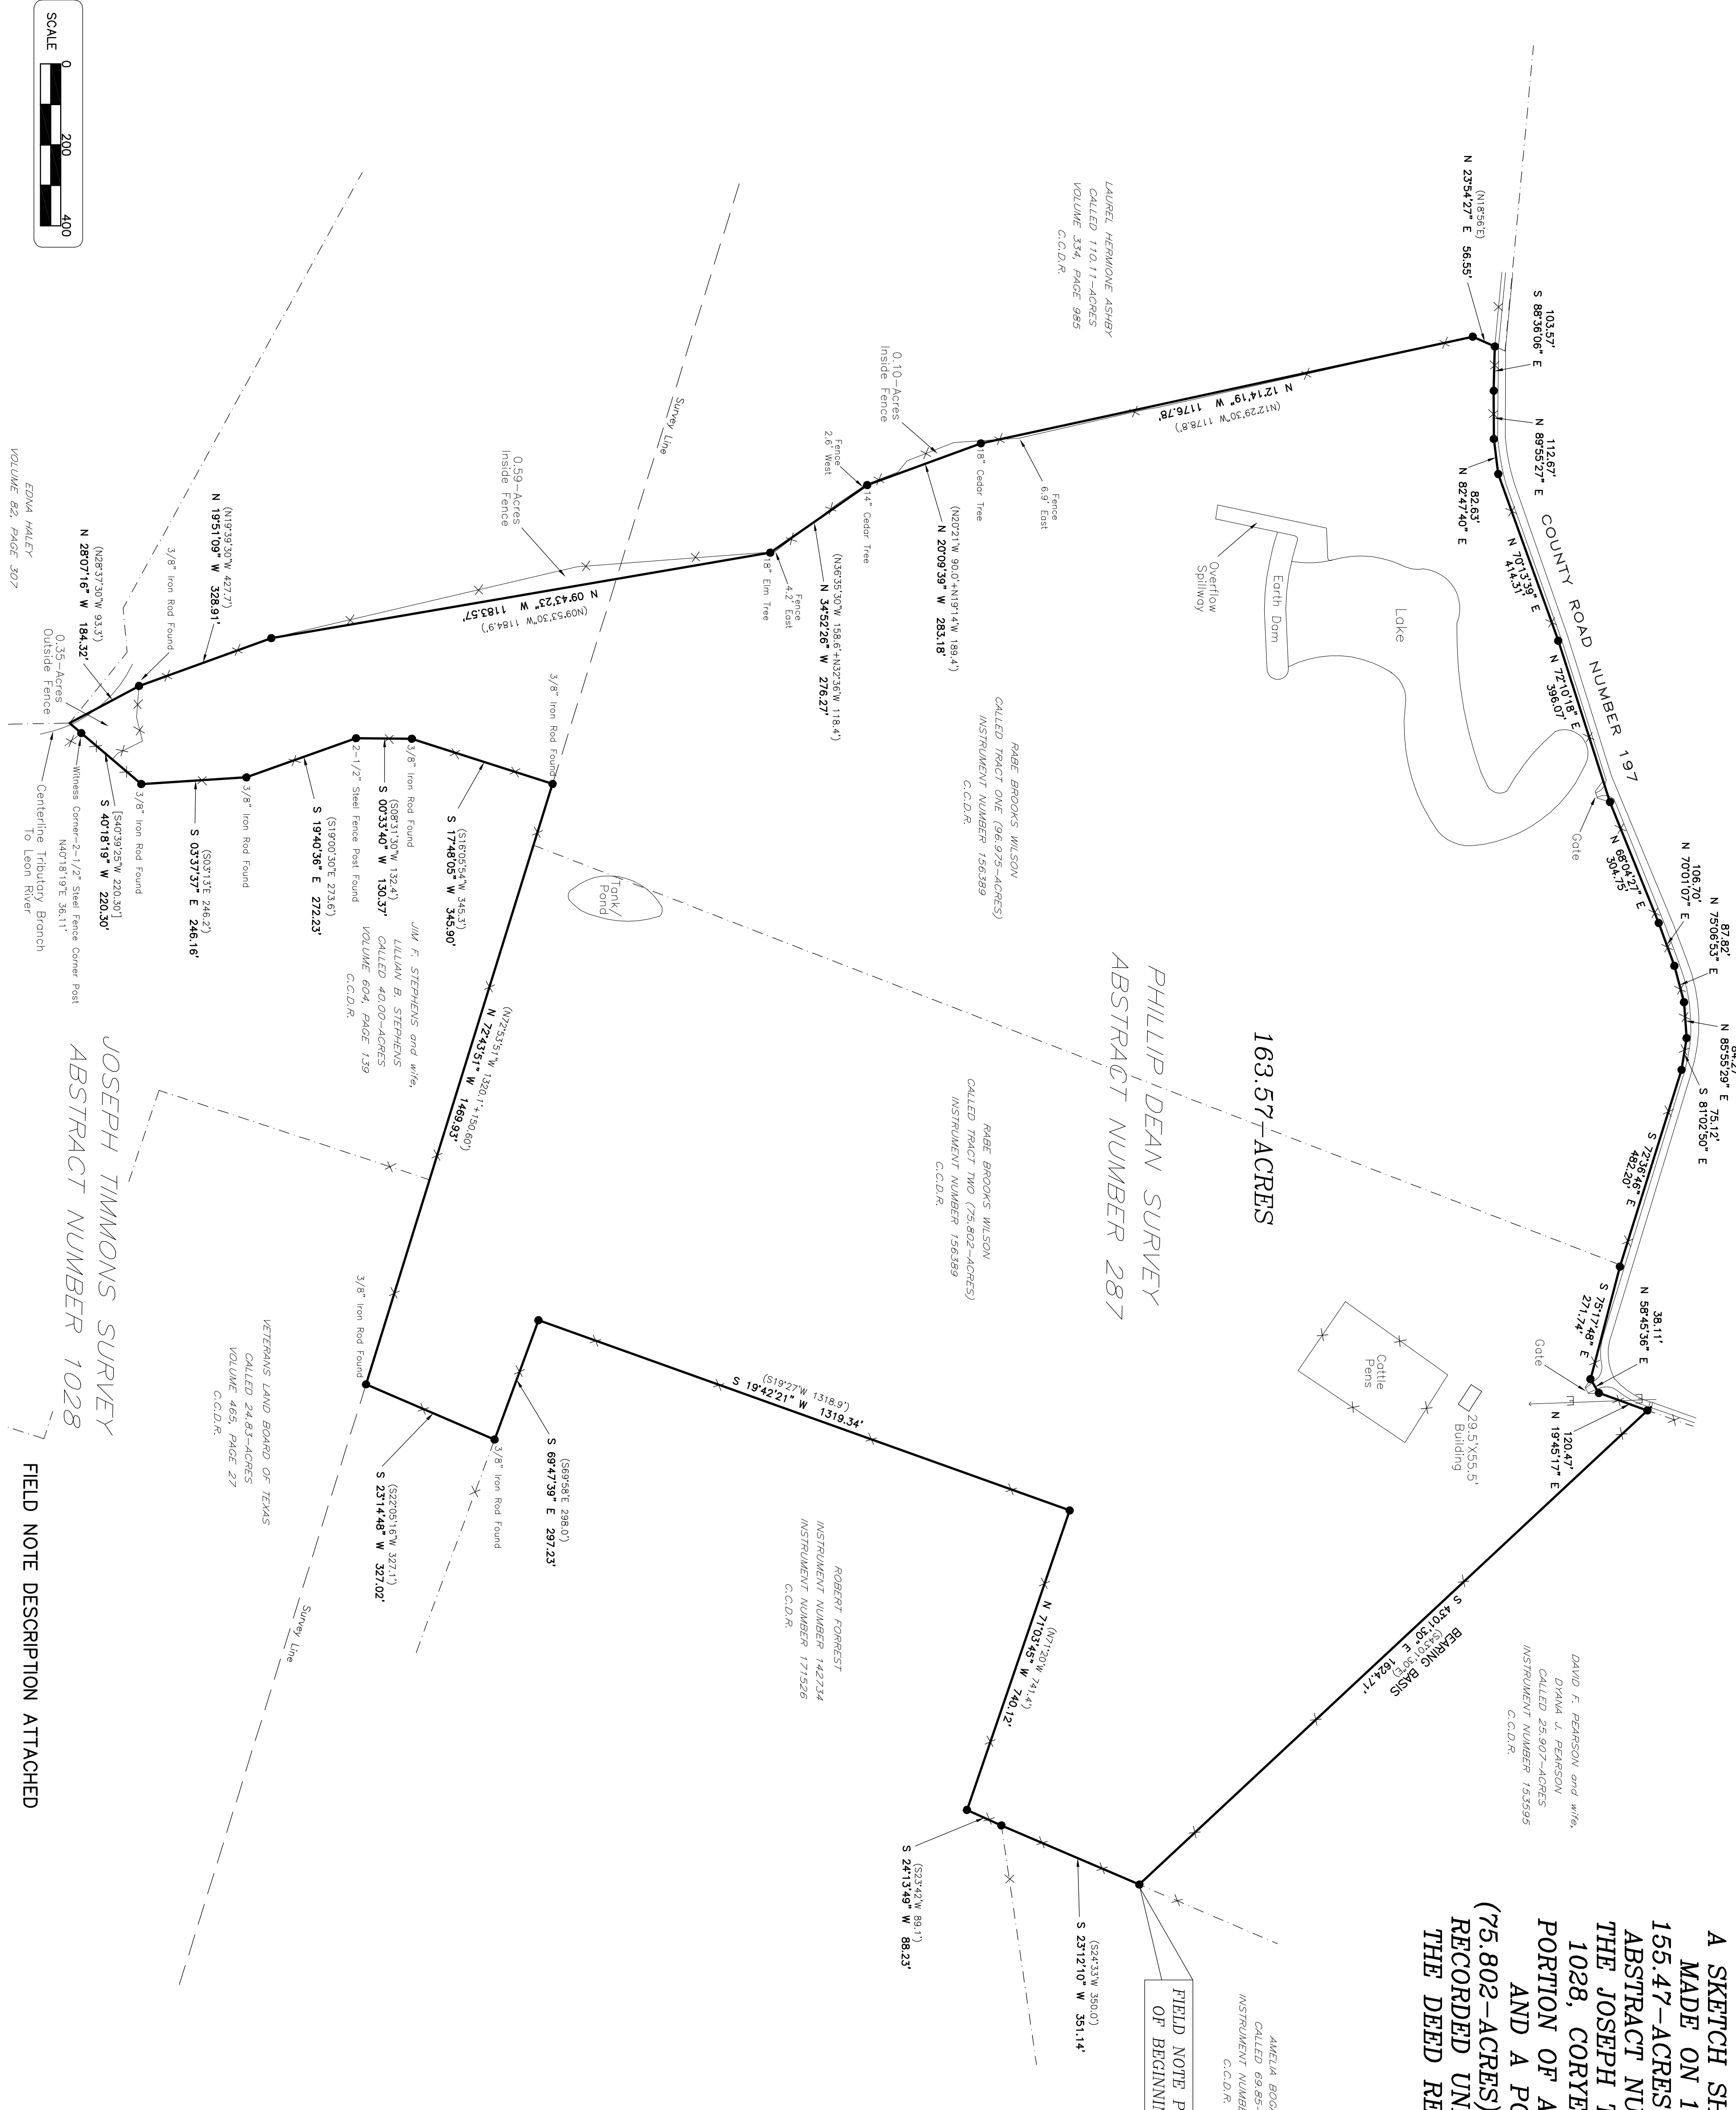 A SKETCH SH
MADE ON 1
155.47-ACRES
ABSTRACT NU
THE JOSEPH T
1028, CORYE
PORTION OF A
AND A PO
(75.802-ACRES)
RECORDED UN
THE DEED RE
103.57'
S 88°36'06" E
(N18°56'E)
N 23°54'27" E 56.55'
112.67'
N 89°55'27" E
82.63'
N 82°47'40" E
COUNTY ROAD NUMBER 197
N 70°13'39" E
414.31'
N 72°10'18" E
396.07'
Gate
N 68°04'27" E
304.75'
106.70'
N 70°01'07" E
87.82'
N 75°06'53" E
N 85°55'29" E
75.12'
S 81°02'50" E
S 72°36'46" E
482.20'
S 75°17'48" E
271.74'
38.11'
N 58°45'36" E
Gate
E
E
120.47'
N 19°45'17" E
29.5'X55.5'
Building
Cattle
Pens
S 43°01'30" E 1624.71'
(S43°01'30"E)
BEARING BASIS
DAVID F. PEARSON and wife,
DYANA J. PEARSON
CALLED 25.907-ACRES
INSTRUMENT NUMBER 153595
C.C.D.R.
AMELIA BOG
CALLED 69.85-
INSTRUMENT NUMBE
C.C.D.R.
FIELD NOTE P
OF BEGINNI
(S24°33'W 350.0')
S 23°12'10" W 351.14'
(S23°42'W 89.1')
S 24°13'49" W 88.23'
(N71°20'W 741.4')
N 71°03'45" W 740.12'
ROBERT FORREST
INSTRUMENT NUMBER 142734
INSTRUMENT NUMBER 171526
C.C.D.R.
(S19°27'W 1318.9')
S 19°42'21" W 1319.34'
(S69°58'E 298.0')
S 69°47'39" E 297.23'
3/8" Iron Rod Found
(S22°05'16"W 327.1')
S 23°14'48" W 327.02'
3/8" Iron Rod Found
Survey Line
163.57-ACRES
PHILLIP DEAN SURVEY
ABSTRACT NUMBER 287
RABE BROOKS WILSON
CALLED TRACT ONE (96.975-ACRES)
INSTRUMENT NUMBER 156389
C.C.D.R.
RABE BROOKS WILSON
CALLED TRACT TWO (75.802-ACRES)
INSTRUMENT NUMBER 156389
C.C.D.R.
Lake
Earth Dam
Overflow
Spillway
Tank/
Pond
LAUREL HERMIONE ASHBY
CALLED 110.11-ACRES
VOLUME 334, PAGE 985
C.C.D.R.
N 12°14'19" W 1176.78'
(N12°29'30"W 1178.8')
Fence
6.9' East
18" Cedar Tree
0.10-Acres
Inside Fence
(N20°21'W 90.0'+N19°14'W 189.4')
N 20°09'39" W 283.18'
Fence
2.6' West
14" Cedar Tree
(N36°35'30"W 158.6'+N32°36'W 118.4')
N 34°52'26" W 276.27'
Fence
4.2' East
18" Elm Tree
Survey Line
0.59-Acres
Inside Fence
N 09°43'23" W 1183.57'
(N09°53'30"W 1184.9')
3/8" Iron Rod Found
(N72°53'51"W 1320.1'+150.60')
N 72°43'51" W 1469.93'
(S16°05'54"W 345.3')
S 17°48'05" W 345.90'
3/8" Iron Rod Found
(S08°31'30"W 132.4')
S 00°33'40" W 130.37'
2-1/2" Steel Fence Post Found
(S19°00'30"E 273.6')
S 19°40'36" E 272.23'
3/8" Iron Rod Found
(S03°13'E 246.2')
S 03°37'37" E 246.16'
3/8" Iron Rod Found
[S40°39'25"W 220.30']
S 40°18'19" W 220.30'
Witness Corner-2-1/2" Steel Fence Corner Post
N40°18'19"E 36.11'
Centerline Tributary Branch
To Leon River
0.35-Acres
Outside Fence
(N28°37'30"W 93.3')
N 28°07'16" W 184.32'
3/8" Iron Rod Found
(N19°39'30"W 427.7')
N 19°51'09" W 328.91'
EDNA HALEY
VOLUME 82, PAGE 307
JIM F. STEPHENS and wife,
LILLIAN B. STEPHENS
CALLED 40.00-ACRES
VOLUME 604, PAGE 139
C.C.D.R.
JOSEPH TIMMONS SURVEY
ABSTRACT NUMBER 1028
VETERANS LAND BOARD OF TEXAS
CALLED 24.83-ACRES
VOLUME 465, PAGE 27
C.C.D.R.
FIELD NOTE DESCRIPTION ATTACHED
SCALE
0 200 400